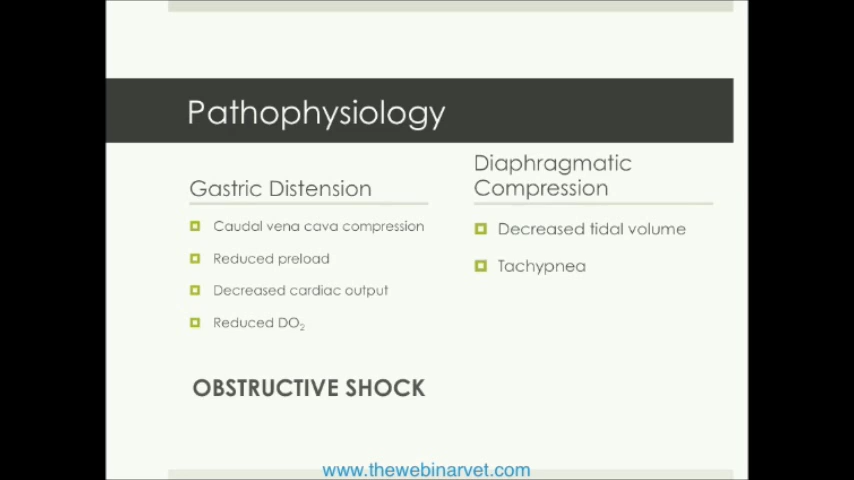 Pathophysiology
Gastric Distension
Caudal vena cava compression
Reduced preload
Decreased cardiac output
Reduced DO₂
OBSTRUCTIVE SHOCK
Diaphragmatic
Compression
Decreased tidal volume
Tachypnea
www.thewebinarvet.com